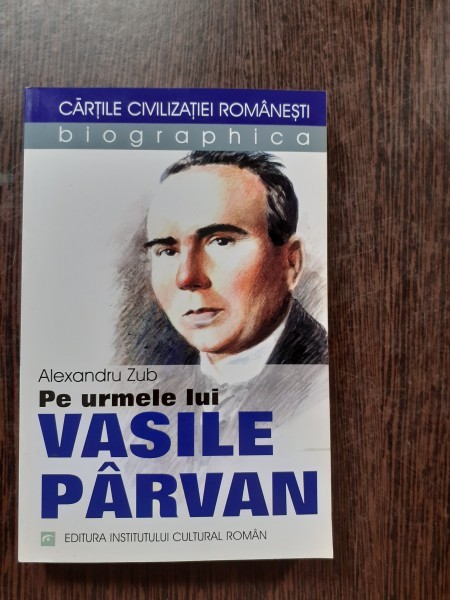 CĂRȚILE CIVILIZAȚIEI ROMÂNEȘTI
biographica
Alexandru Zub
Pe urmele lui
VASILE
PÂRVAN
EDITURA INSTITUTULUI CULTURAL ROMÂN